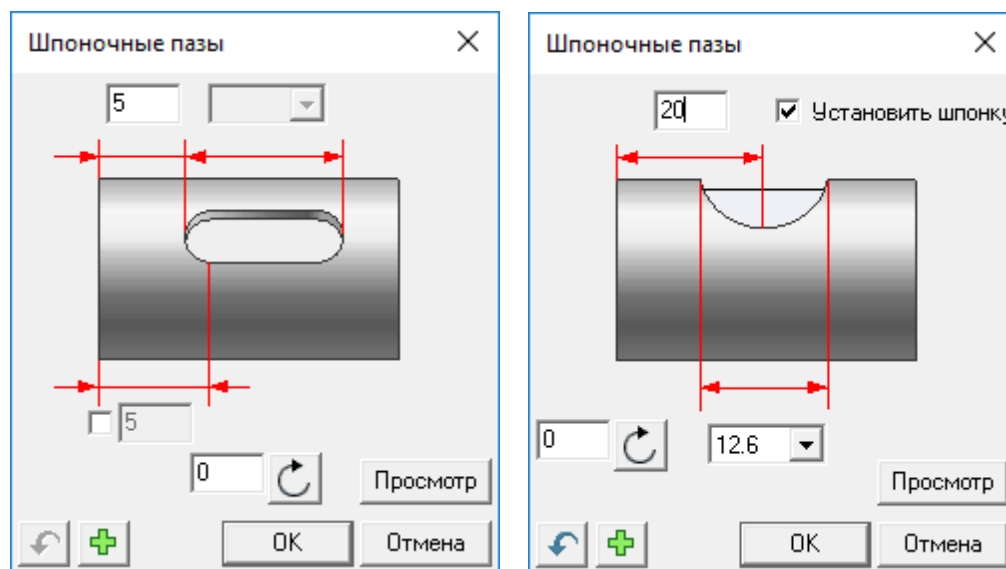 Шпоночные пазы
5
5
0
Просмотр
OK
Отмена
Шпоночные пазы
20
Установить шпонку
0
12.6
Просмотр
OK
Отмена